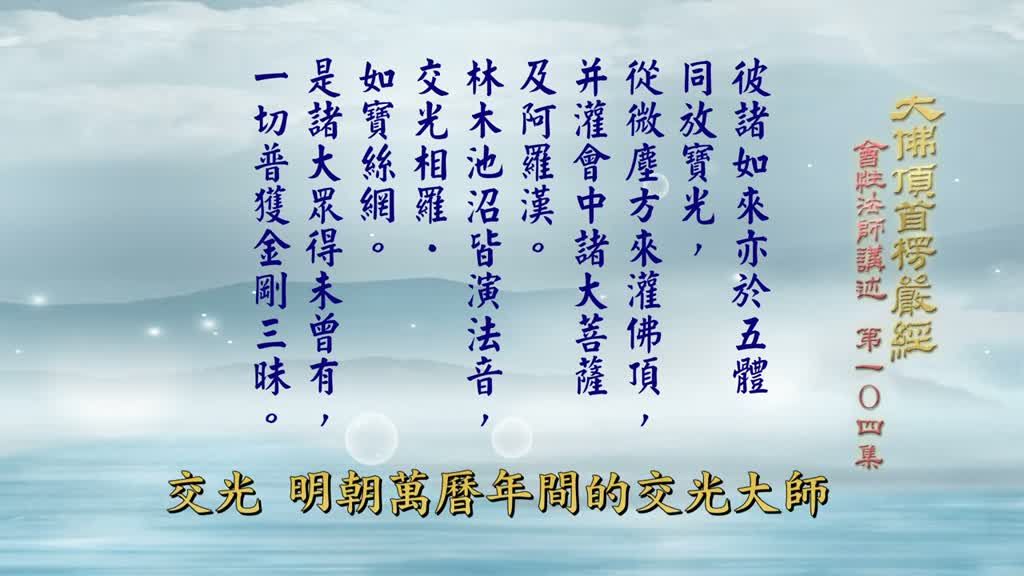 大佛頂首楞嚴經
會性法師講述 第一〇四集
彼諸如來亦於五體
同放寶光，
從微塵方來灌佛頂，
并灌會中諸大菩薩
及阿羅漢。
林木池沼皆演法音，
交光相羅．
如寶絲網。
是諸大眾得未曾有，
一切普獲金剛三昧。
交光 明朝萬曆年間的交光大師